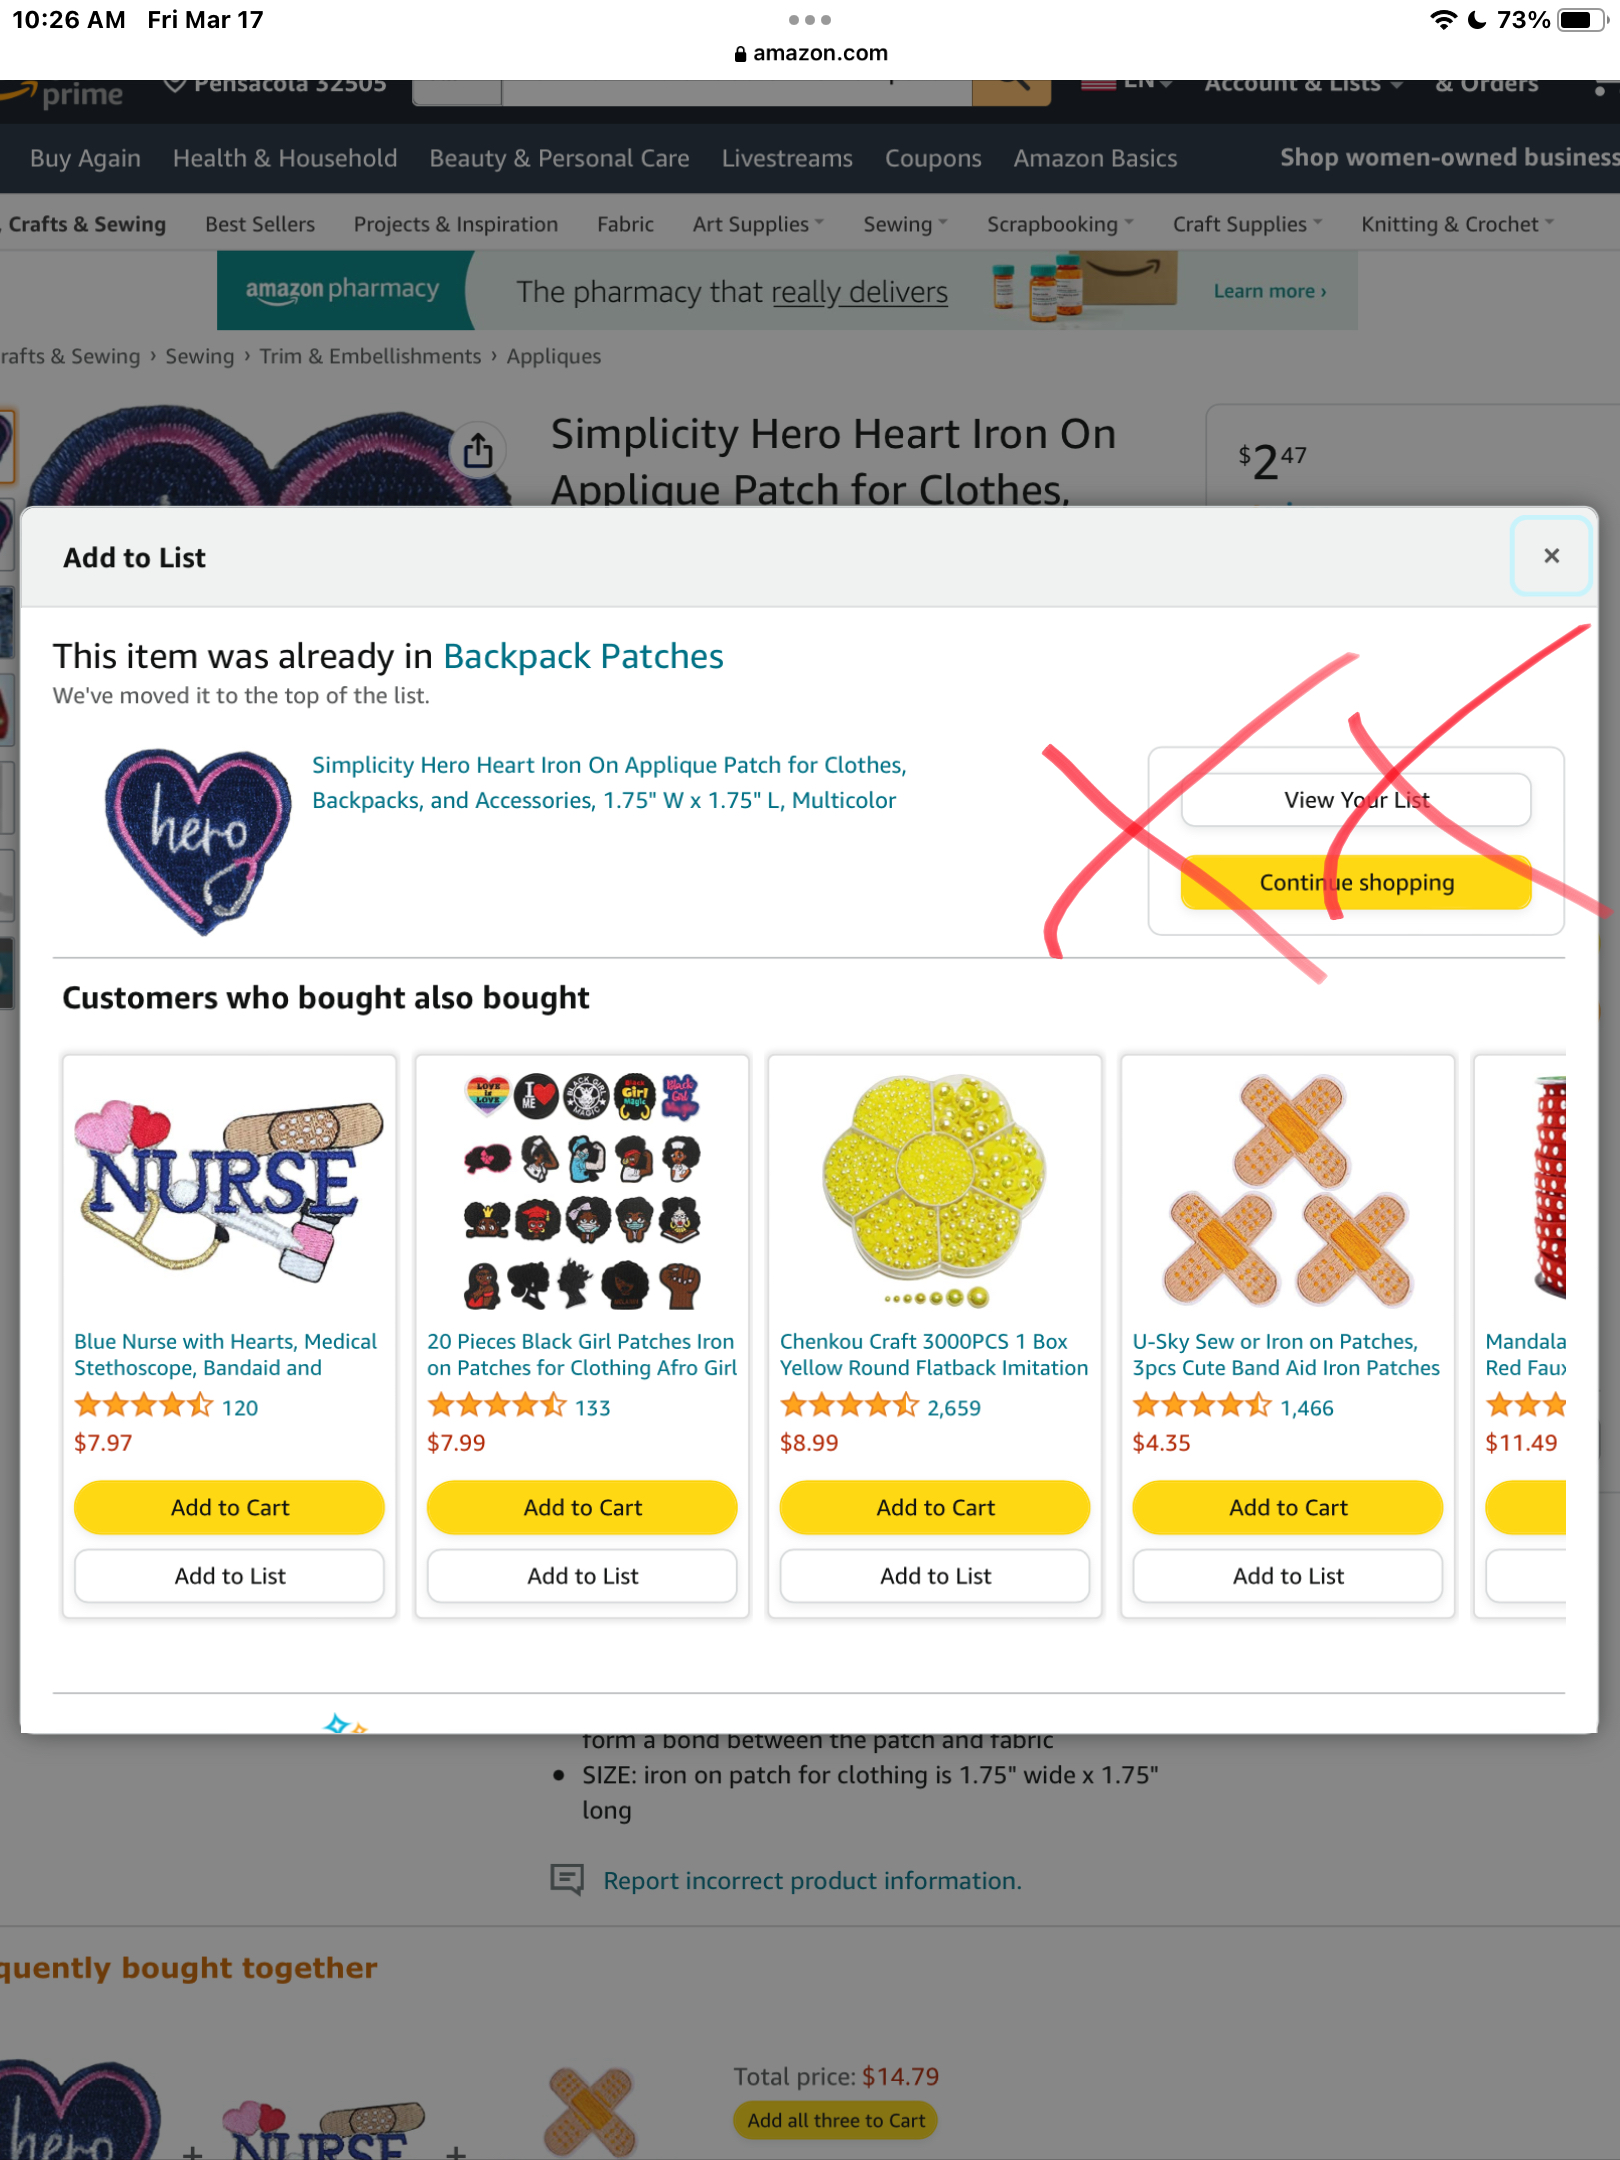 10:26 AM Fri Mar 17
73%
amazon.com
prime
Pensacola 32505
EN
Account & Lists
& Orders
Buy Again Health & Household Beauty & Personal Care Livestreams Coupons Amazon Basics Shop women-owned business
Crafts & Sewing Best Sellers Projects & Inspiration Fabric Art Supplies Sewing Scrapbooking Craft Supplies Knitting & Crochet
amazon pharmacy The pharmacy that really delivers Learn more ›
rafts & Sewing › Sewing › Trim & Embellishments › Appliques
Simplicity Hero Heart Iron On
Applique Patch for Clothes,
$2 47
Add to List ×
This item was already in Backpack Patches
We've moved it to the top of the list.
hero
Simplicity Hero Heart Iron On Applique Patch for Clothes,
Backpacks, and Accessories, 1.75" W x 1.75" L, Multicolor
View Your List
Continue shopping
Customers who bought also bought
NURSE
LOVE IS LOVE
I ME
BLACK GIRL MAGIC
Black Girl Magic
Blue Nurse with Hearts, Medical
Stethoscope, Bandaid and
120
$7.97
Add to Cart
Add to List
20 Pieces Black Girl Patches Iron
on Patches for Clothing Afro Girl
133
$7.99
Add to Cart
Add to List
Chenkou Craft 3000PCS 1 Box
Yellow Round Flatback Imitation
2,659
$8.99
Add to Cart
Add to List
U-Sky Sew or Iron on Patches,
3pcs Cute Band Aid Iron Patches
1,466
$4.35
Add to Cart
Add to List
Mandala
Red Faux
$11.49
form a bond between the patch and fabric
• SIZE: iron on patch for clothing is 1.75" wide x 1.75"
long
Report incorrect product information.
quently bought together
hero
+
NURSE
+
Total price: $14.79
Add all three to Cart